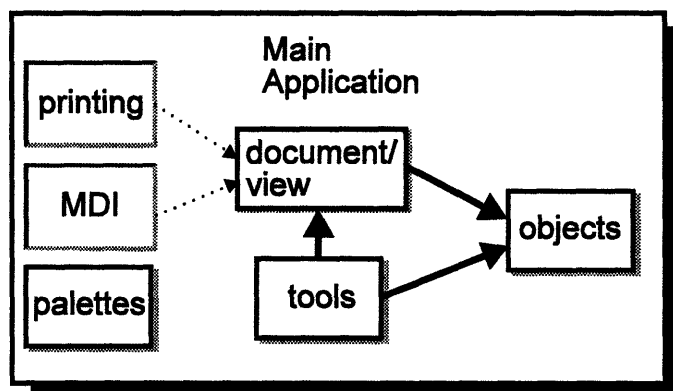 Main
Application
printing
document/
view
MDI
objects
palettes
tools